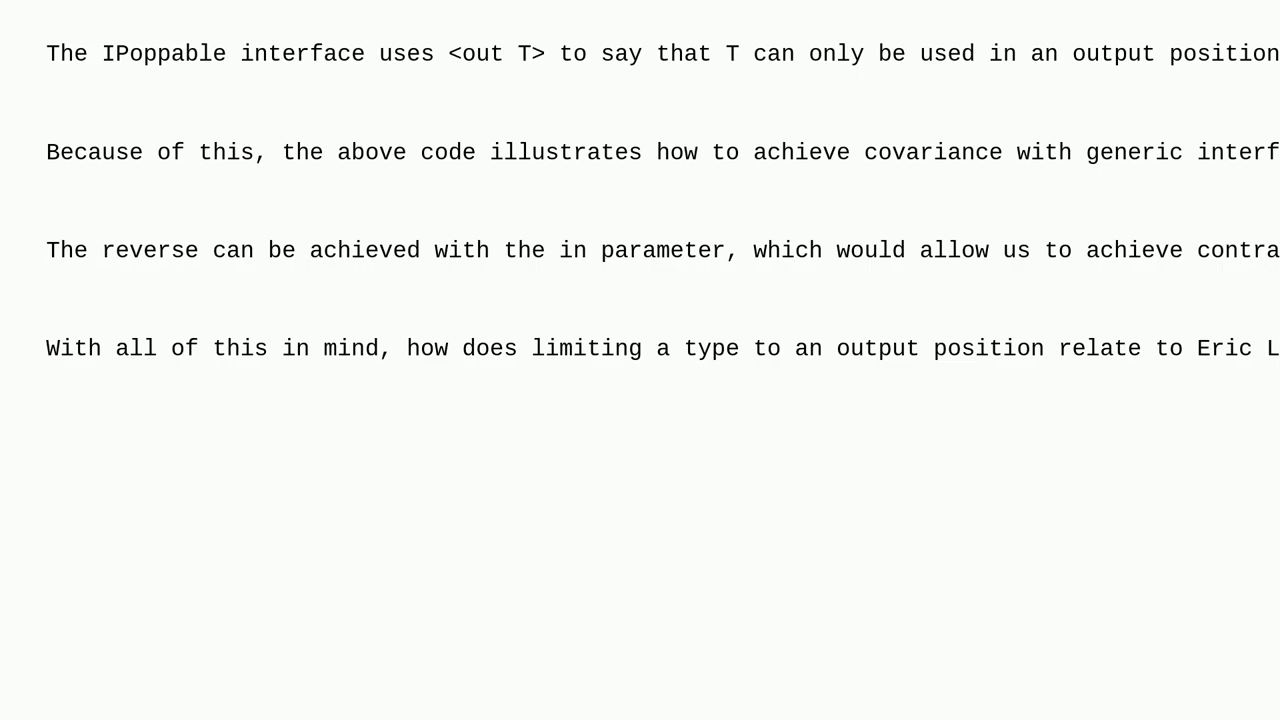 The IPoppable interface uses <out T> to say that T can only be used in an output position
Because of this, the above code illustrates how to achieve covariance with generic interf
The reverse can be achieved with the in parameter, which would allow us to achieve contra
With all of this in mind, how does limiting a type to an output position relate to Eric L